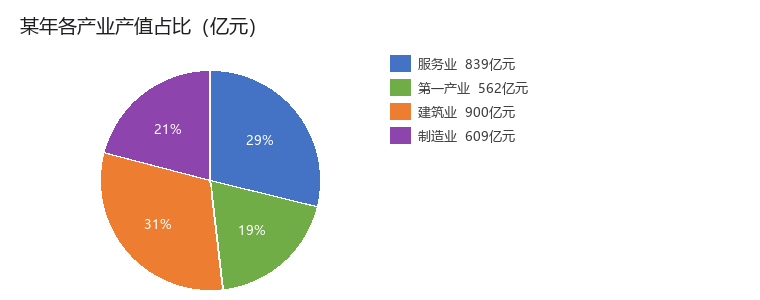 某年各产业产值占比（亿元）
服务业 839亿元
第一产业 562亿元
建筑业 900亿元
制造业 609亿元
21%
29%
31%
19%